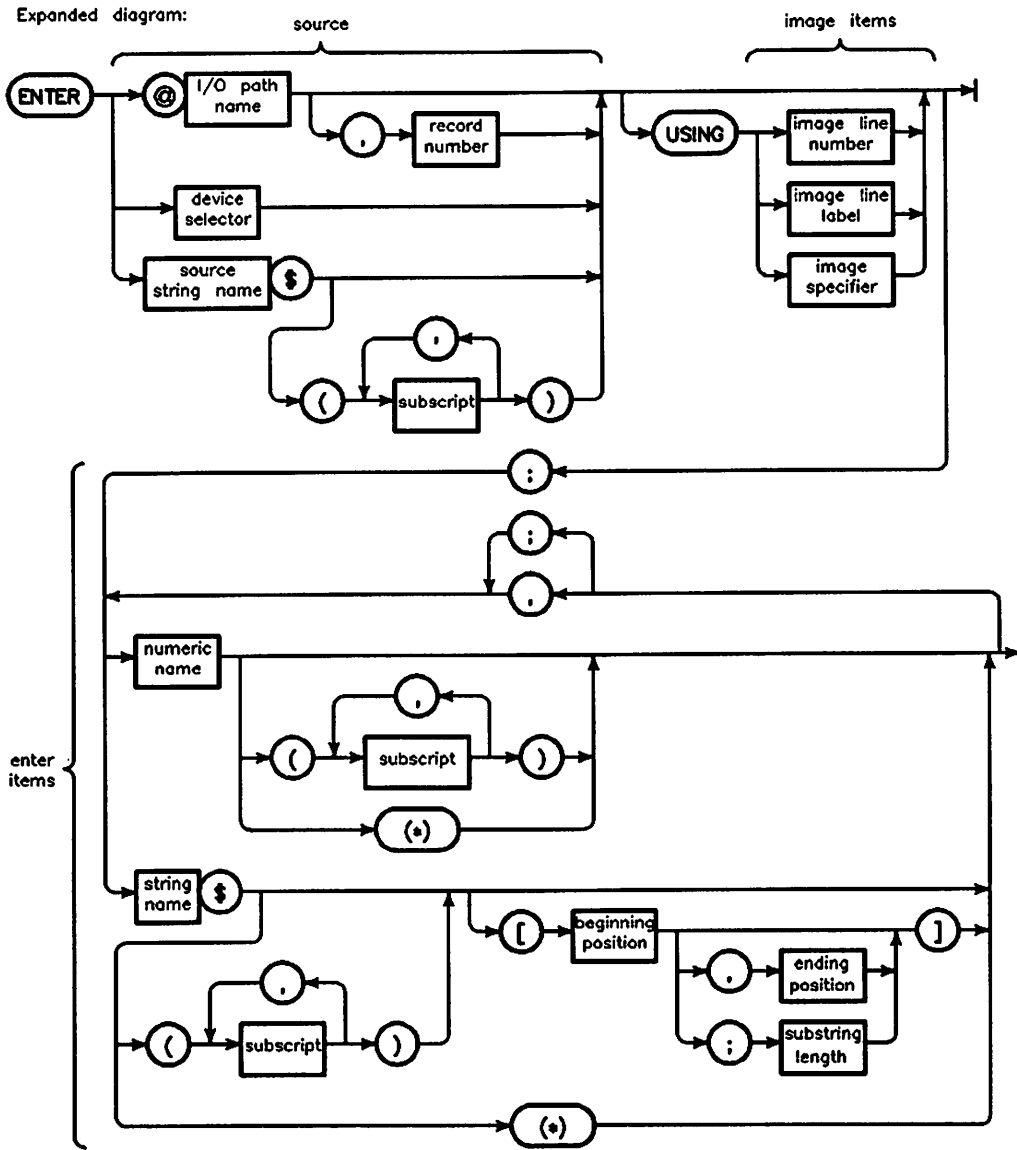 Expanded diagram:
source
image items
ENTER
@
I/O path
name
,
record
number
USING
image line
number
device
selector
image line
label
source
string name
$
image
specifier
,
(
subscript
)
;
;
,
numeric
name
,
(
subscript
)
(*)
enter
items
string
name
$
[
beginning
position
]
,
ending
position
,
(
subscript
)
;
substring
length
(*)